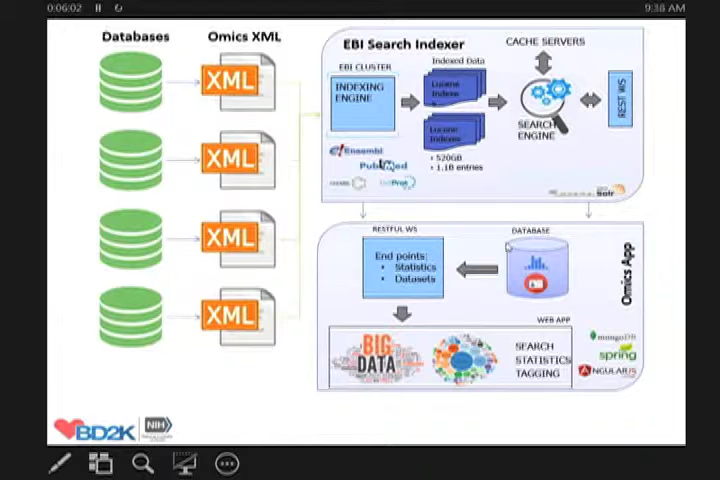 0:06:02
9:38 AM
Databases
Omics XML
XML
XML
XML
XML
EBI Search Indexer
EBI CLUSTER
INDEXING
ENGINE
Indexed Data
Lucene
Indexe
Lucene
Indexe
• 520GB
• 1.1B entries
CACHE SERVERS
SEARCH
ENGINE
REST WS
e!Ensembl
PubMed
Solr
RESTFUL WS
End points:
• Statistics
• Datasets
DATABASE
Omics App
WEB APP
BIG
DATA
SEARCH
STATISTICS
TAGGING
mongoDB
spring
ANGULARJS
BD2K
NIH